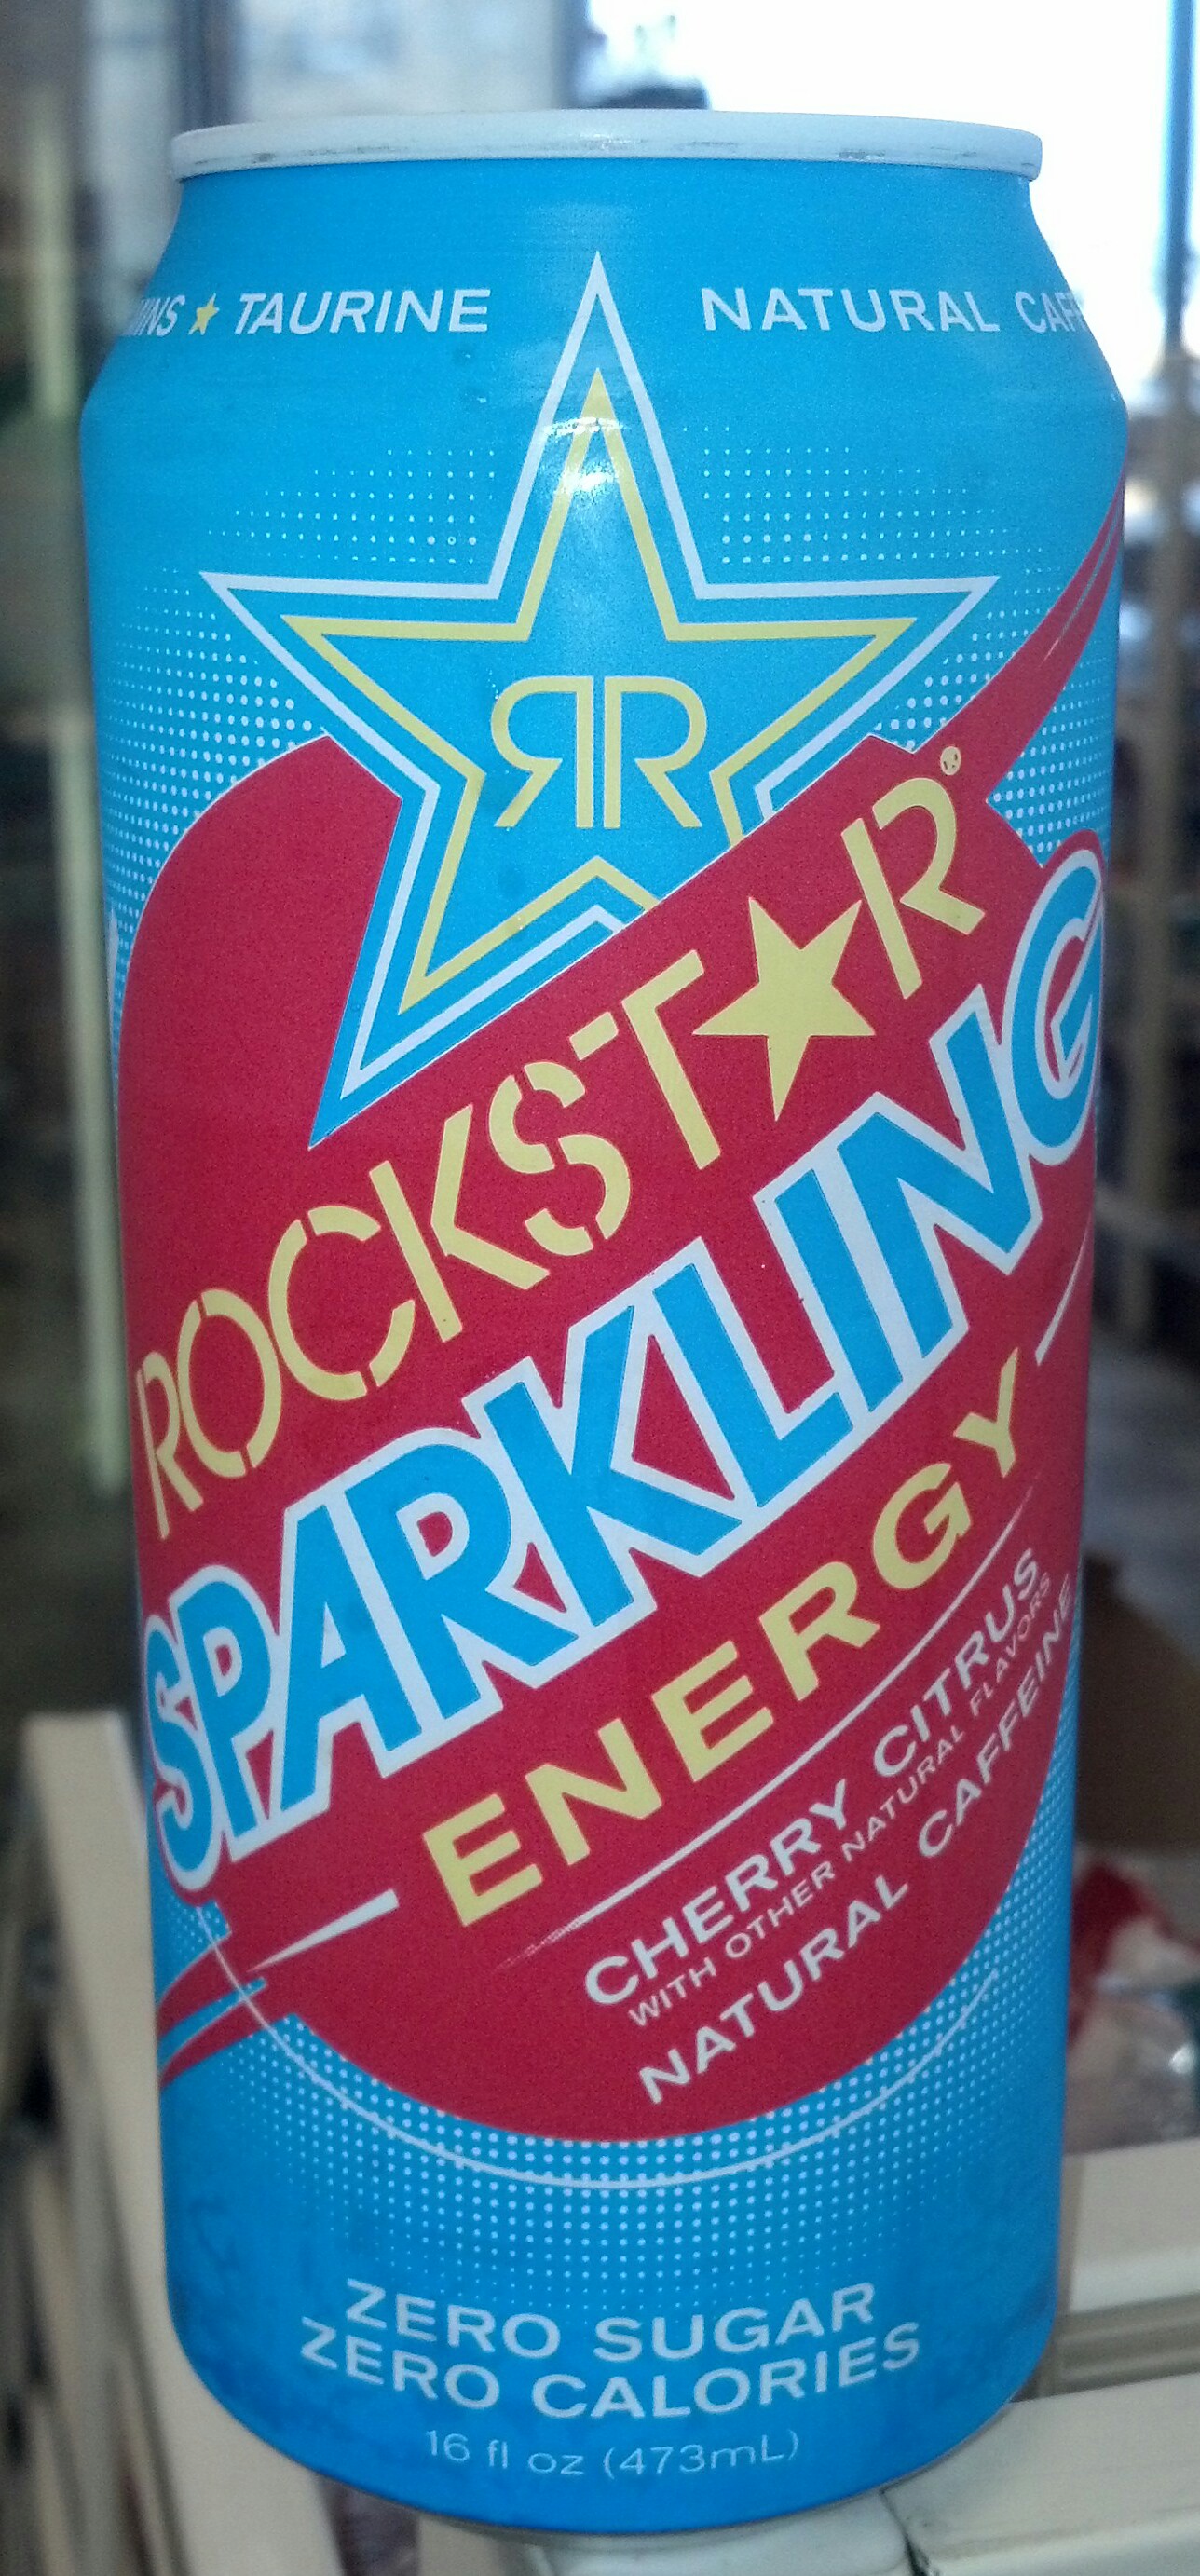 TAURINE NATURAL
RR
ROCKSTAR
SPARKLING
ENERGY
CHERRY CITRUS
WITH OTHER NATURAL FLAVORS
NATURAL CAFFEINE
ZERO SUGAR
ZERO CALORIES
16 fl oz (473mL)